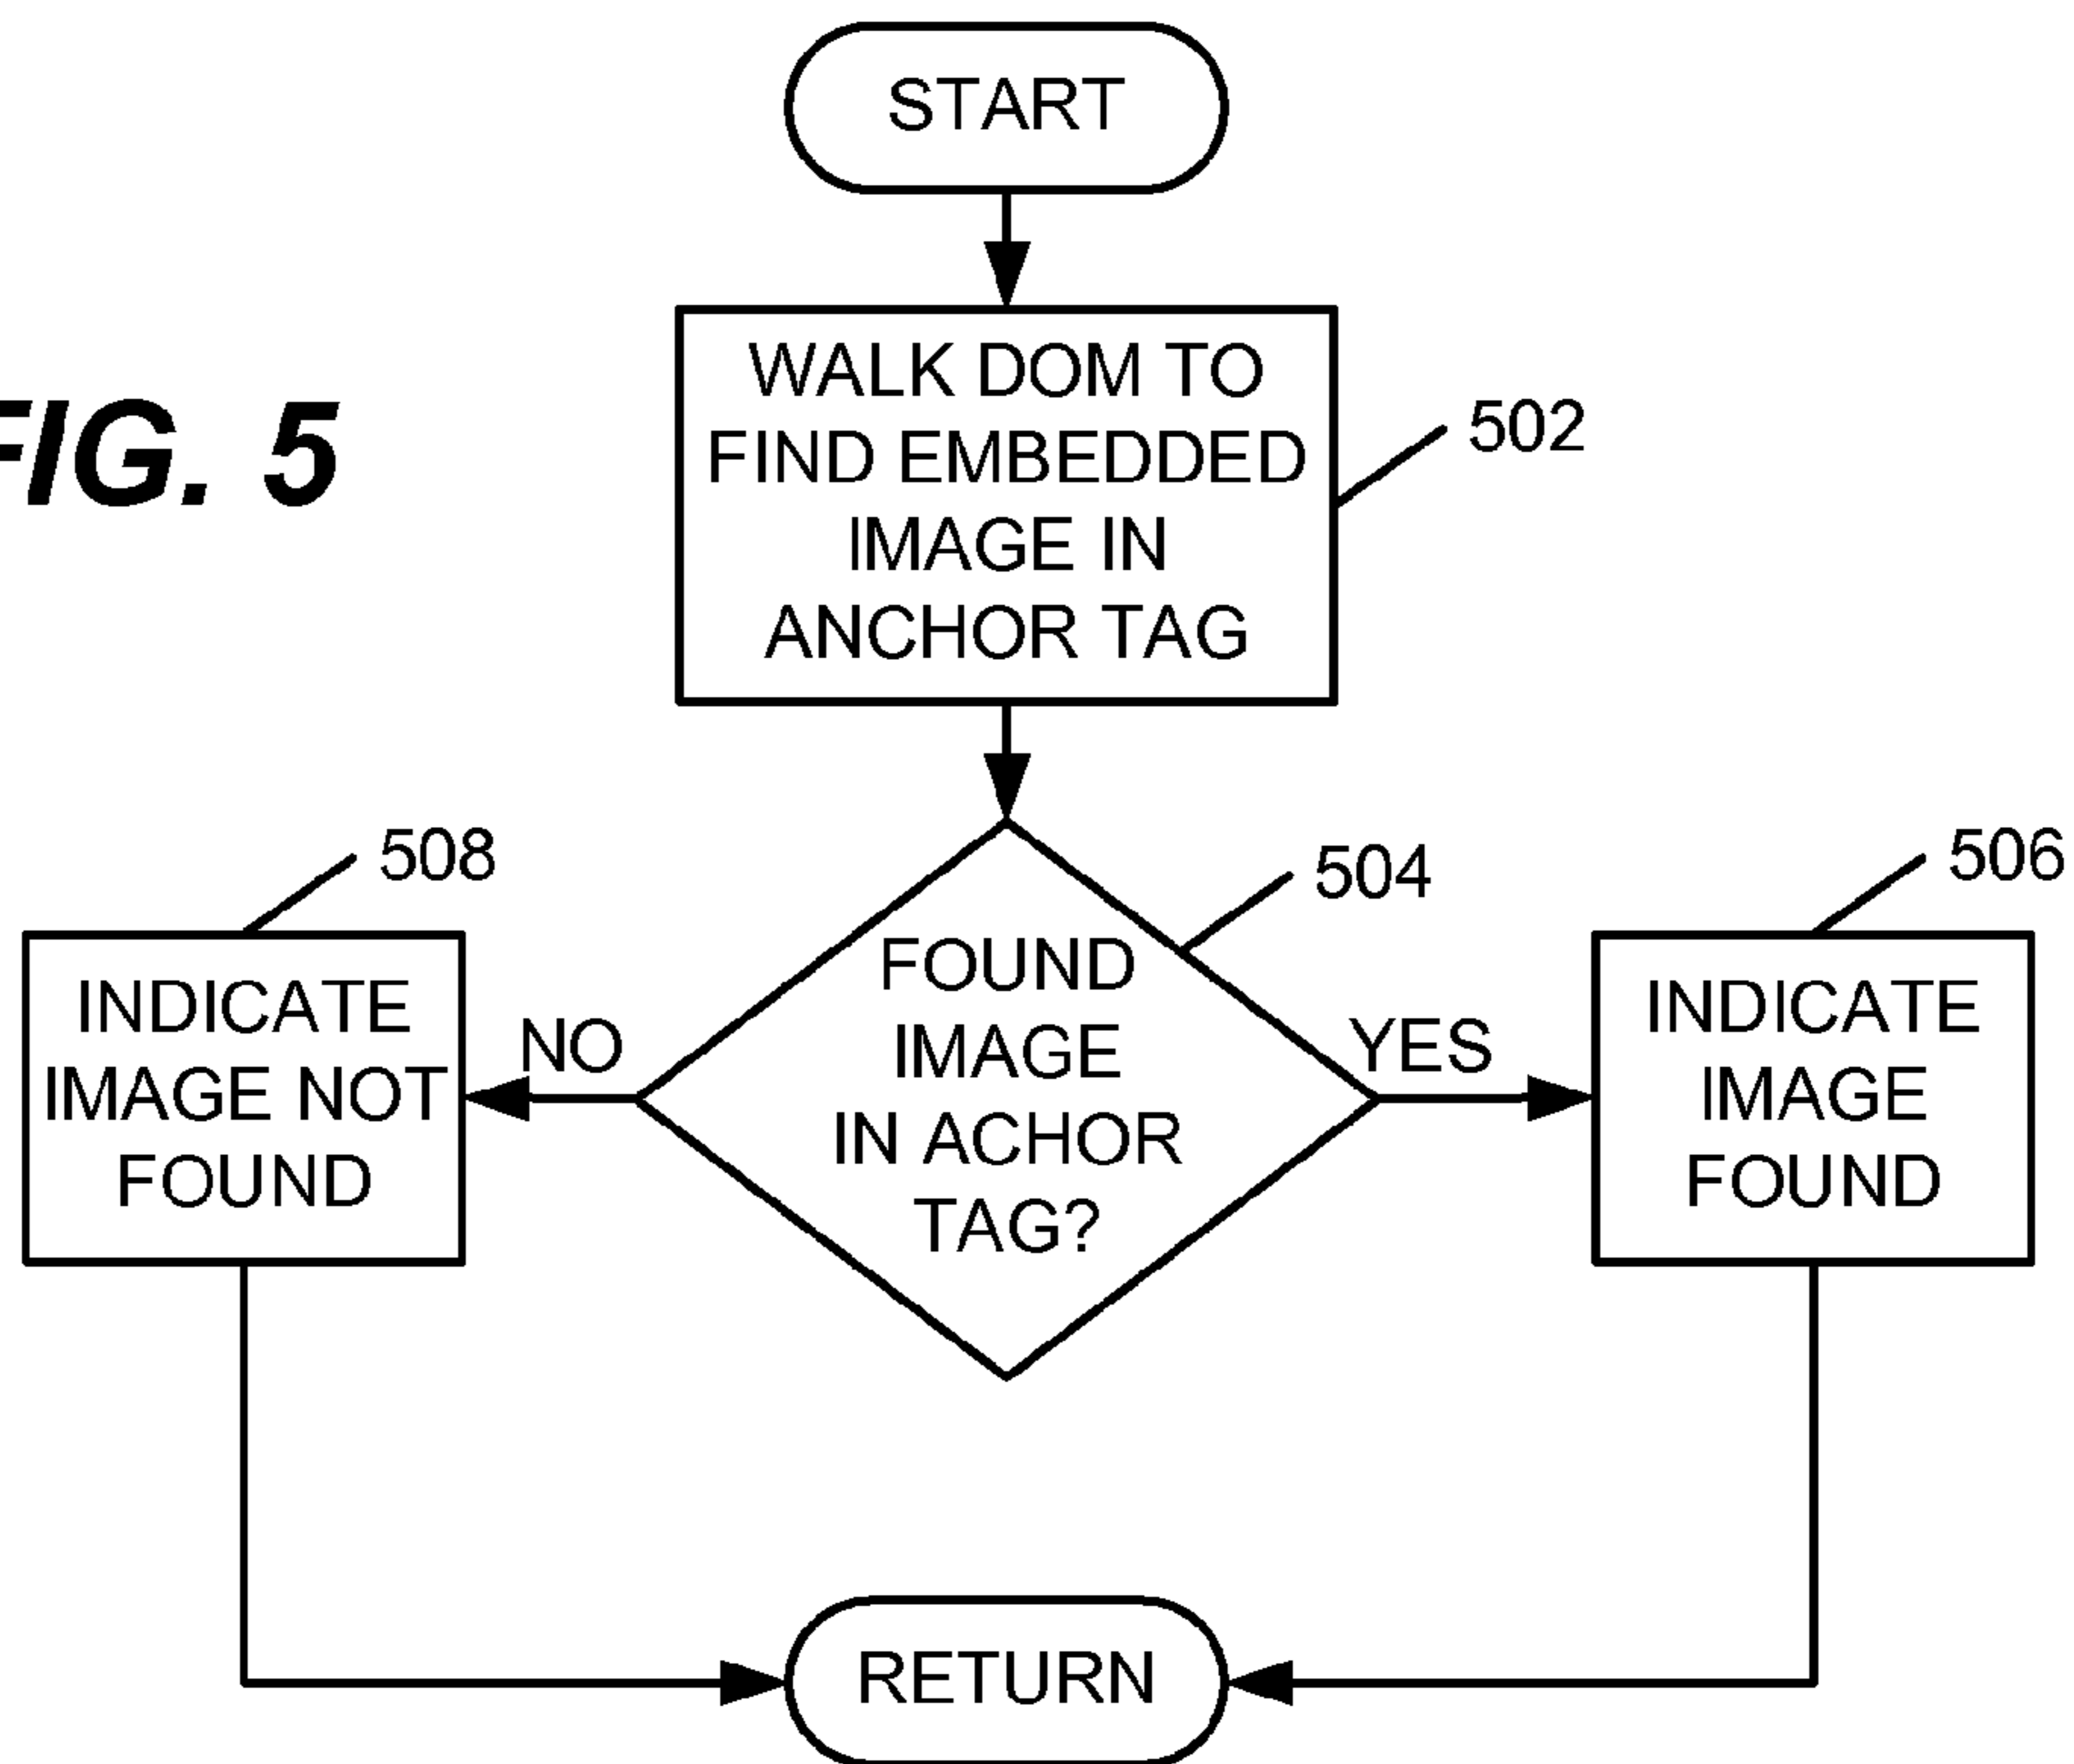 START
FIG. 5
WALK DOM TO
FIND EMBEDDED
IMAGE IN
ANCHOR TAG
502
508
504
506
FOUND
IMAGE
IN ACHOR
TAG?
NO
YES
INDICATE
IMAGE NOT
FOUND
INDICATE
IMAGE
FOUND
RETURN